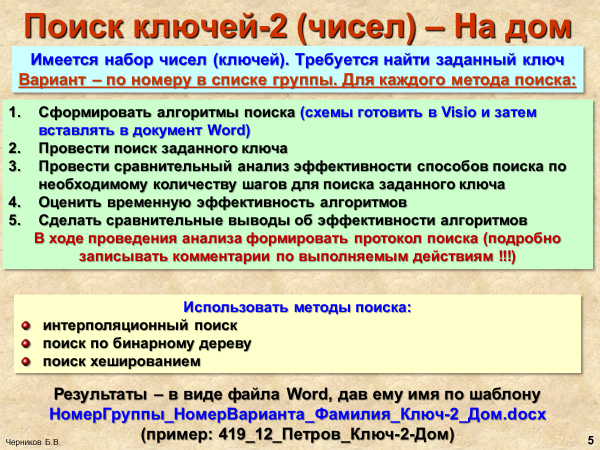 Поиск ключей-2 (чисел) – На дом
Имеется набор чисел (ключей). Требуется найти заданный ключ
Вариант – по номеру в списке группы. Для каждого метода поиска:
1. Сформировать алгоритмы поиска (схемы готовить в Visio и затем
вставлять в документ Word)
2. Провести поиск заданного ключа
3. Провести сравнительный анализ эффективности способов поиска по
необходимому количеству шагов для поиска заданного ключа
4. Оценить временную эффективность алгоритмов
5. Сделать сравнительные выводы об эффективности алгоритмов
В ходе проведения анализа формировать протокол поиска (подробно
записывать комментарии по выполняемым действиям !!!)
Использовать методы поиска:
интерполяционный поиск
поиск по бинарному дереву
поиск хешированием
Результаты – в виде файла Word, дав ему имя по шаблону
НомерГруппы_НомерВарианта_Фамилия_Ключ-2_Дом.docx
(пример: 419_12_Петров_Ключ-2-Дом)
Черников Б.В.
5